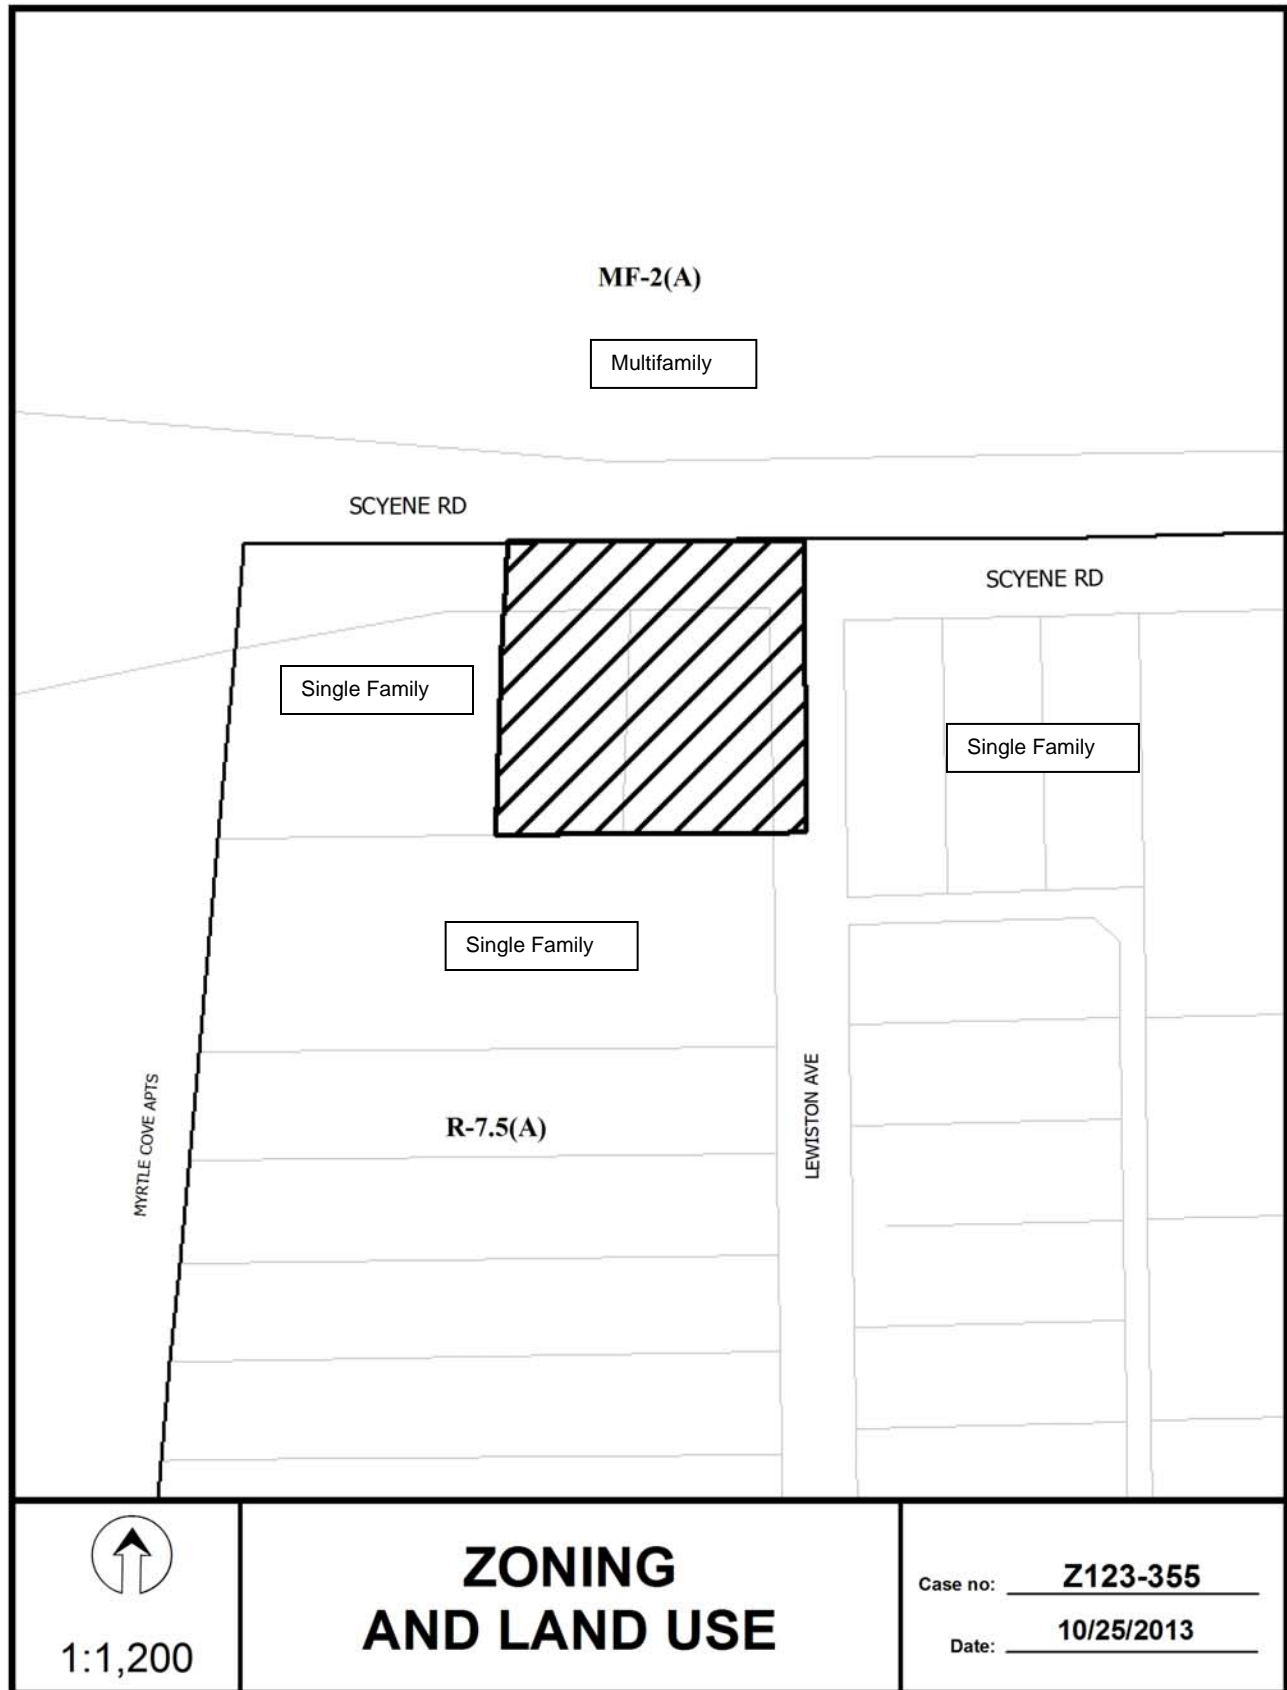 MF-2(A)
Multifamily
SCYENE RD
SCYENE RD
Single Family
Single Family
Single Family
LEWISTON AVE
MYRTLE COVE APTS
R-7.5(A)
1:1,200
ZONING
AND LAND USE
Case no: Z123-355
Date: 10/25/2013